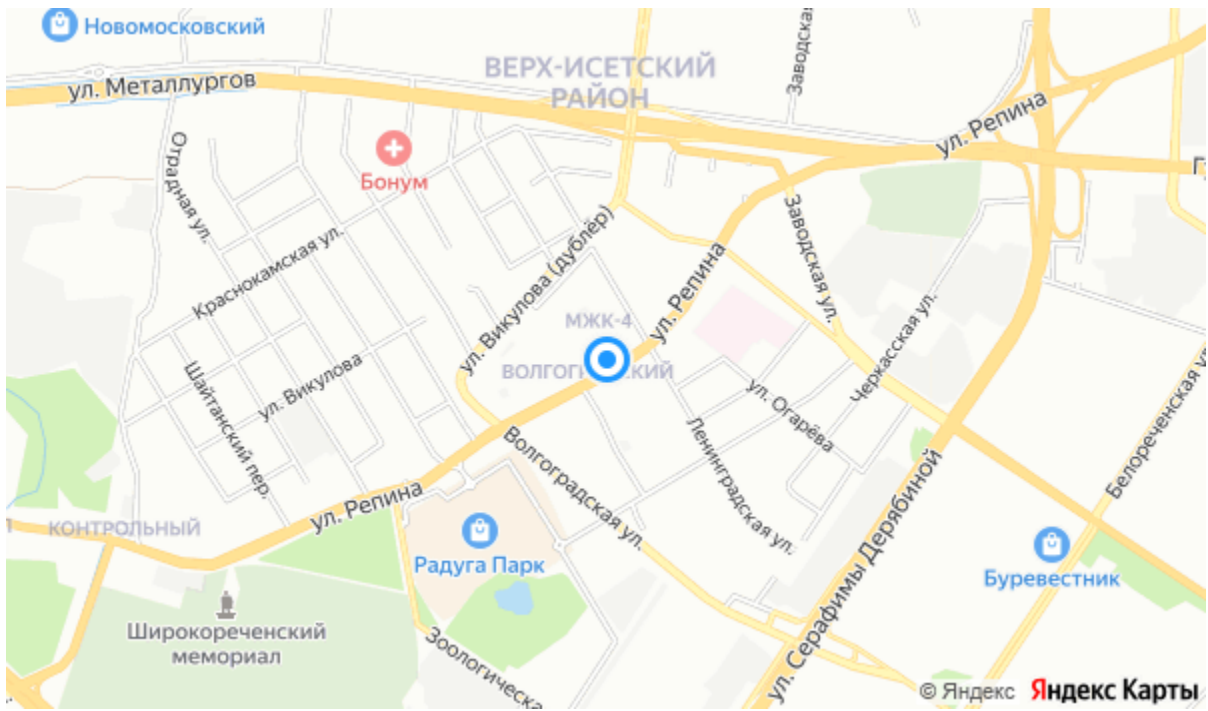 Новомосковский
ул. Металлургов
ВЕРХ-ИСЕТСКИЙ
РАЙОН
Заводская
ул. Репина
Бонум
Отрадная ул.
Краснокамская ул.
ул. Викулова (дублёр)
ул. Репина
Заводская ул.
МЖК-4
Черкасская ул.
ул. Викулова
Шайтанский пер.
ул. Огарёва
Ленинградская ул.
Белореченская ул.
Волгоградская ул.
ул. Репина
КОНТРОЛЬНЫЙ
Радуга Парк
ул. Серафимы Дерябиной
Буревестник
Широкореченский
мемориал
Зоологическа
© Яндекс Яндекс Карты